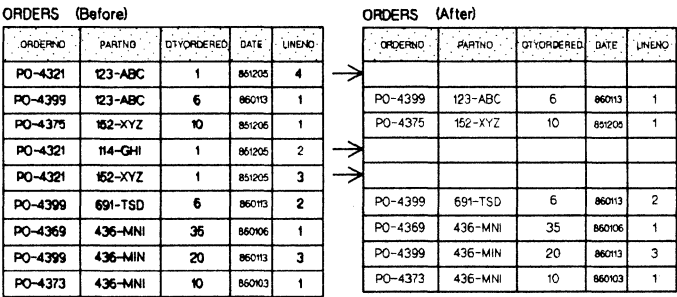 ORDERS (Before)
ORDERNO PARTNO QTYORDERED DATE LINENO
PO-4321 123-ABC 1 851205 4
PO-4399 123-ABC 6 860113 1
PO-4375 152-XYZ 10 851205 1
PO-4321 114-GHI 1 851205 2
PO-4321 152-XYZ 1 851205 3
PO-4399 691-TSD 6 860113 2
PO-4369 436-MNI 35 860106 1
PO-4399 436-MIN 20 860113 3
PO-4373 436-MNI 10 860103 1
ORDERS (After)
ORDERNO PARTNO QTYORDERED DATE LINENO
PO-4399 123-ABC 6 860113 1
PO-4375 152-XYZ 10 851205 1
PO-4399 691-TSD 6 860113 2
PO-4369 436-MNI 35 860106 1
PO-4399 436-MIN 20 860113 3
PO-4373 436-MNI 10 860103 1